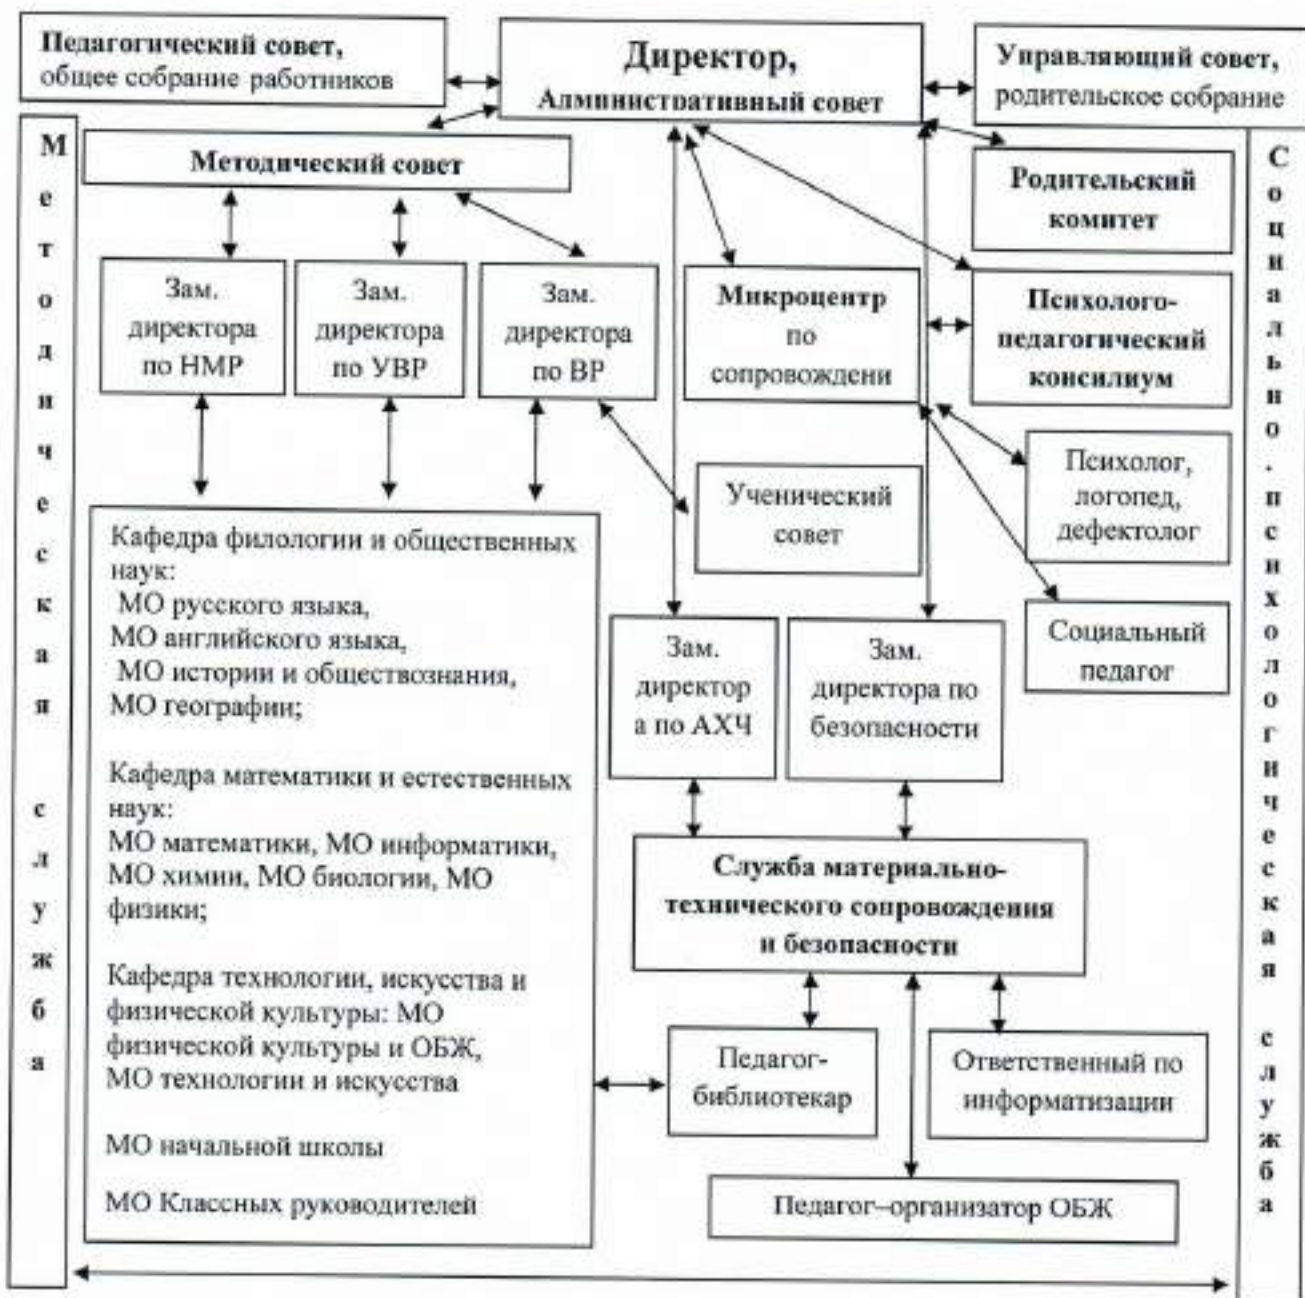 Педагогический совет,
общее собрание работников
Директор,
Административный совет
Управляющий совет,
родительское собрание
Методическая служба
Методический совет
Родительский
комитет
Социально.психологическая служба
Зам.
директора
по НМР
Зам.
директора
по УВР
Зам.
директора
по ВР
Микроцентр
по
сопровождени
Психолого-
педагогический
консилиум
Психолог,
логопед,
дефектолог
Ученический
совет
Социальный
педагог
Кафедра филологии и общественных
наук:
МО русского языка,
МО английского языка,
МО истории и обществознания,
МО географии;
Кафедра математики и естественных
наук:
МО математики, МО информатики,
МО химии, МО биологии, МО
физики;
Кафедра технологии, искусства и
физической культуры: МО
физической культуры и ОБЖ,
МО технологии и искусства
МО начальной школы
МО Классных руководителей
Зам.
директор
а по АХЧ
Зам.
директора по
безопасности
Служба материально-
технического сопровождения
и безопасности
Педагог-
библиотекар
Ответственный по
информатизации
Педагог–организатор ОБЖ